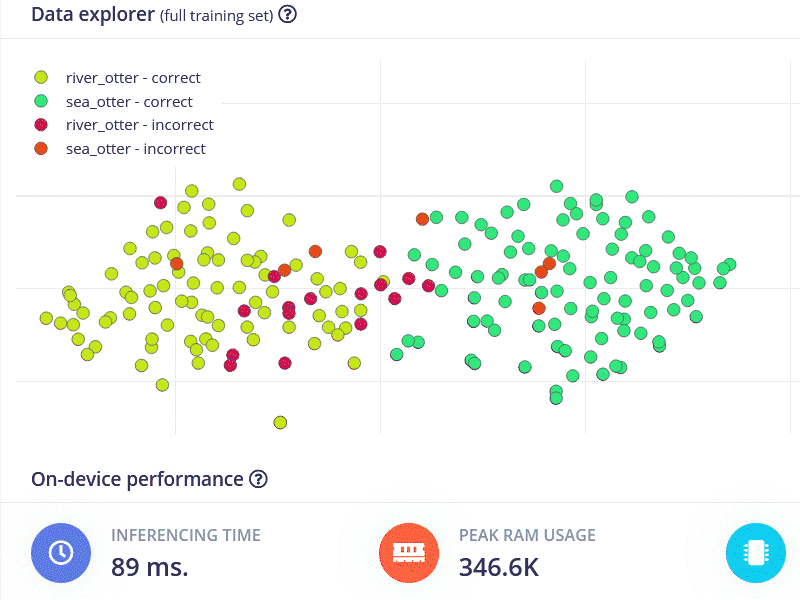 Data explorer (full training set) ?
river_otter - correct
sea_otter - correct
river_otter - incorrect
sea_otter - incorrect
On-device performance ?
INFERENCING TIME
89 ms.
PEAK RAM USAGE
346.6K